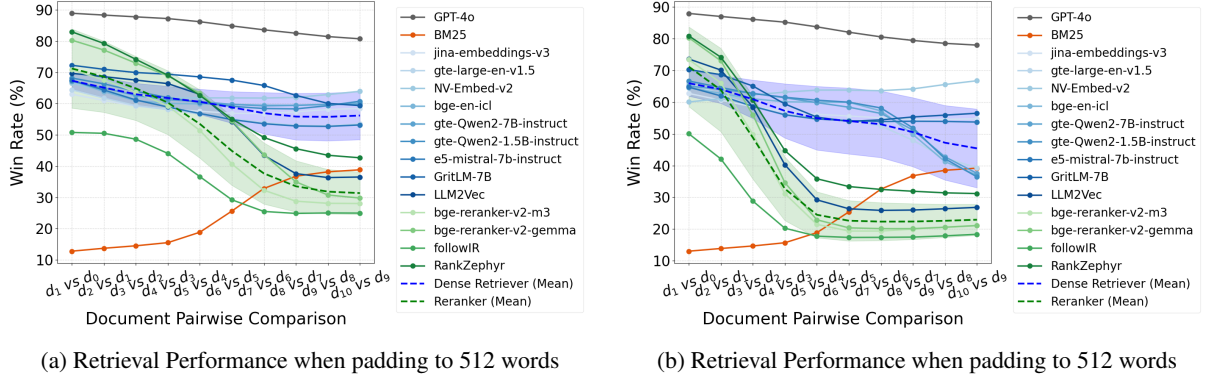 90
80
70
60
50
40
30
20
10
Win Rate (%)
d1 vs d0
d2 vs d1
d3 vs d2
d4 vs d3
d5 vs d4
d6 vs d5
d7 vs d6
d8 vs d7
d9 vs d8
d10 vs d9
Document Pairwise Comparison
GPT-4o
BM25
jina-embeddings-v3
gte-large-en-v1.5
NV-Embed-v2
bge-en-icl
gte-Qwen2-7B-instruct
gte-Qwen2-1.5B-instruct
e5-mistral-7b-instruct
GritLM-7B
LLM2Vec
bge-reranker-v2-m3
bge-reranker-v2-gemma
followIR
RankZephyr
Dense Retriever (Mean)
Reranker (Mean)
(a) Retrieval Performance when padding to 512 words
90
80
70
60
50
40
30
20
10
Win Rate (%)
d1 vs d0
d2 vs d1
d3 vs d2
d4 vs d3
d5 vs d4
d6 vs d5
d7 vs d6
d8 vs d7
d9 vs d8
d10 vs d9
Document Pairwise Comparison
GPT-4o
BM25
jina-embeddings-v3
gte-large-en-v1.5
NV-Embed-v2
bge-en-icl
gte-Qwen2-7B-instruct
gte-Qwen2-1.5B-instruct
e5-mistral-7b-instruct
GritLM-7B
LLM2Vec
bge-reranker-v2-m3
bge-reranker-v2-gemma
followIR
RankZephyr
Dense Retriever (Mean)
Reranker (Mean)
(b) Retrieval Performance when padding to 512 words